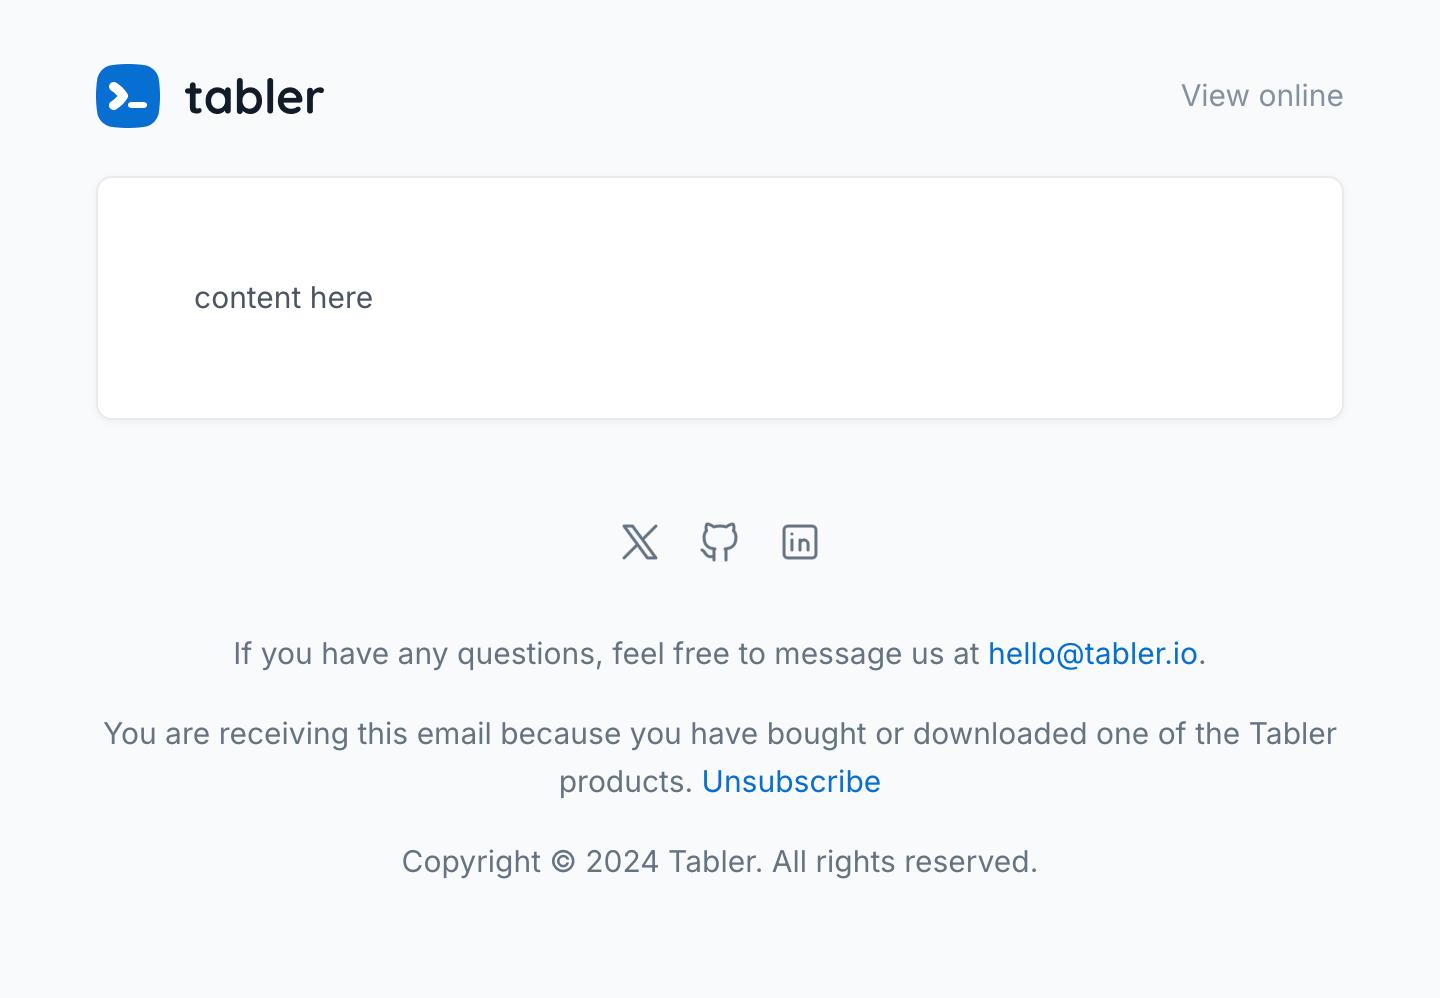 tabler
View online
content here
If you have any questions, feel free to message us at hello@tabler.io.
You are receiving this email because you have bought or downloaded one of the Tabler
products. Unsubscribe
Copyright © 2024 Tabler. All rights reserved.